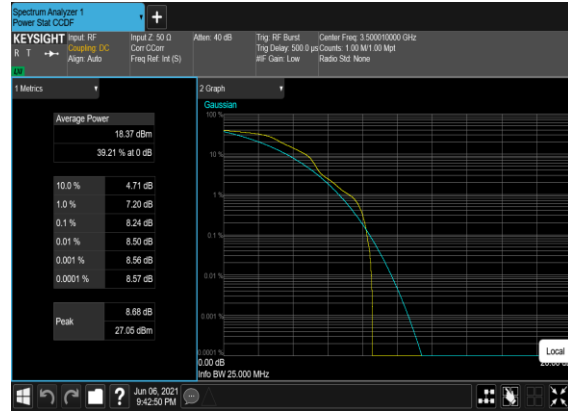 Spectrum Analyzer 1
Power Stat CCDF
+
KEYSIGHT
R T
LXI
Input: RF
Coupling: DC
Align: Auto
Input Z: 50 Ω
Corr CCorr
Freq Ref: Int (S)
Atten: 40 dB
Trig: RF Burst
Trig Delay: 500.0 µs
#IF Gain: Low
Center Freq: 3.500010000 GHz
Counts: 1.00 M/1.00 Mpt
Radio Std: None
1 Metrics
Average Power
18.37 dBm
39.21 % at 0 dB
10.0 % 4.71 dB
1.0 % 7.20 dB
0.1 % 8.24 dB
0.01 % 8.50 dB
0.001 % 8.56 dB
0.0001 % 8.57 dB
Peak
8.68 dB
27.05 dBm
2 Graph
Gaussian
100 %
10 %
1 %
0.1 %
0.01 %
0.001 %
0.0001 %
0.00 dB
Info BW 25.000 MHz
Local
?
Jun 06, 2021
9:42:50 PM